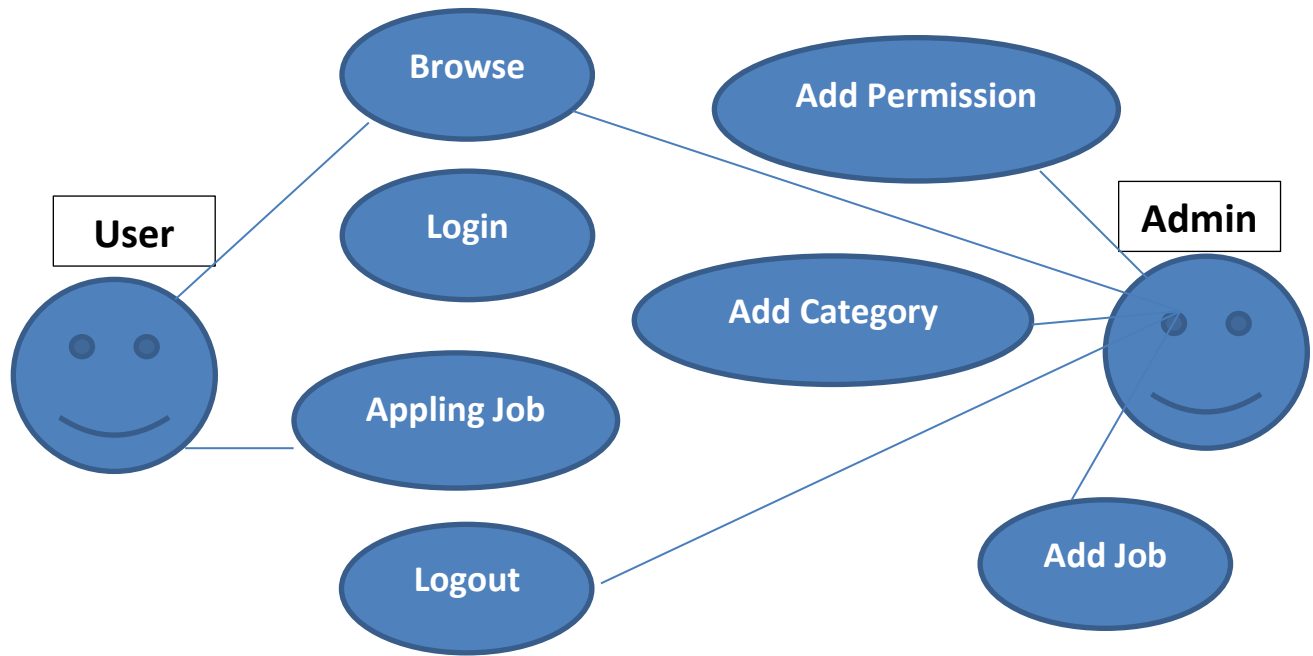 Browse
Add Permission
User
Login
Admin
Add Category
Appling Job
Logout
Add Job